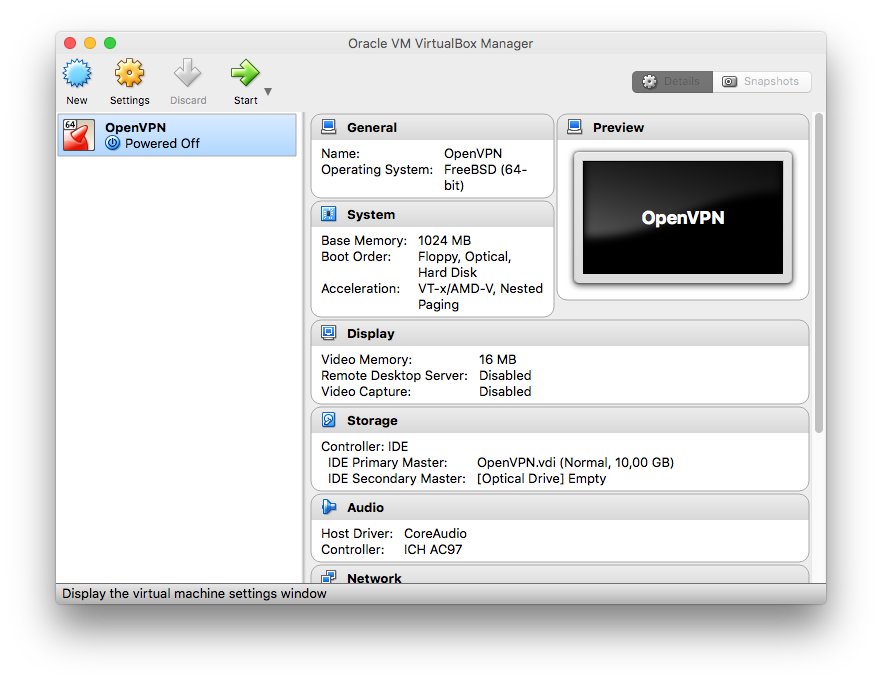 Oracle VM VirtualBox Manager
New Settings Discard Start
Details Snapshots
64
OpenVPN
Powered Off
General
Name: OpenVPN
Operating System: FreeBSD (64-
bit)
System
Base Memory: 1024 MB
Boot Order: Floppy, Optical,
Hard Disk
Acceleration: VT-x/AMD-V, Nested
Paging
Preview
OpenVPN
Display
Video Memory: 16 MB
Remote Desktop Server: Disabled
Video Capture: Disabled
Storage
Controller: IDE
IDE Primary Master: OpenVPN.vdi (Normal, 10,00 GB)
IDE Secondary Master: [Optical Drive] Empty
Audio
Host Driver: CoreAudio
Controller: ICH AC97
Network
Display the virtual machine settings window